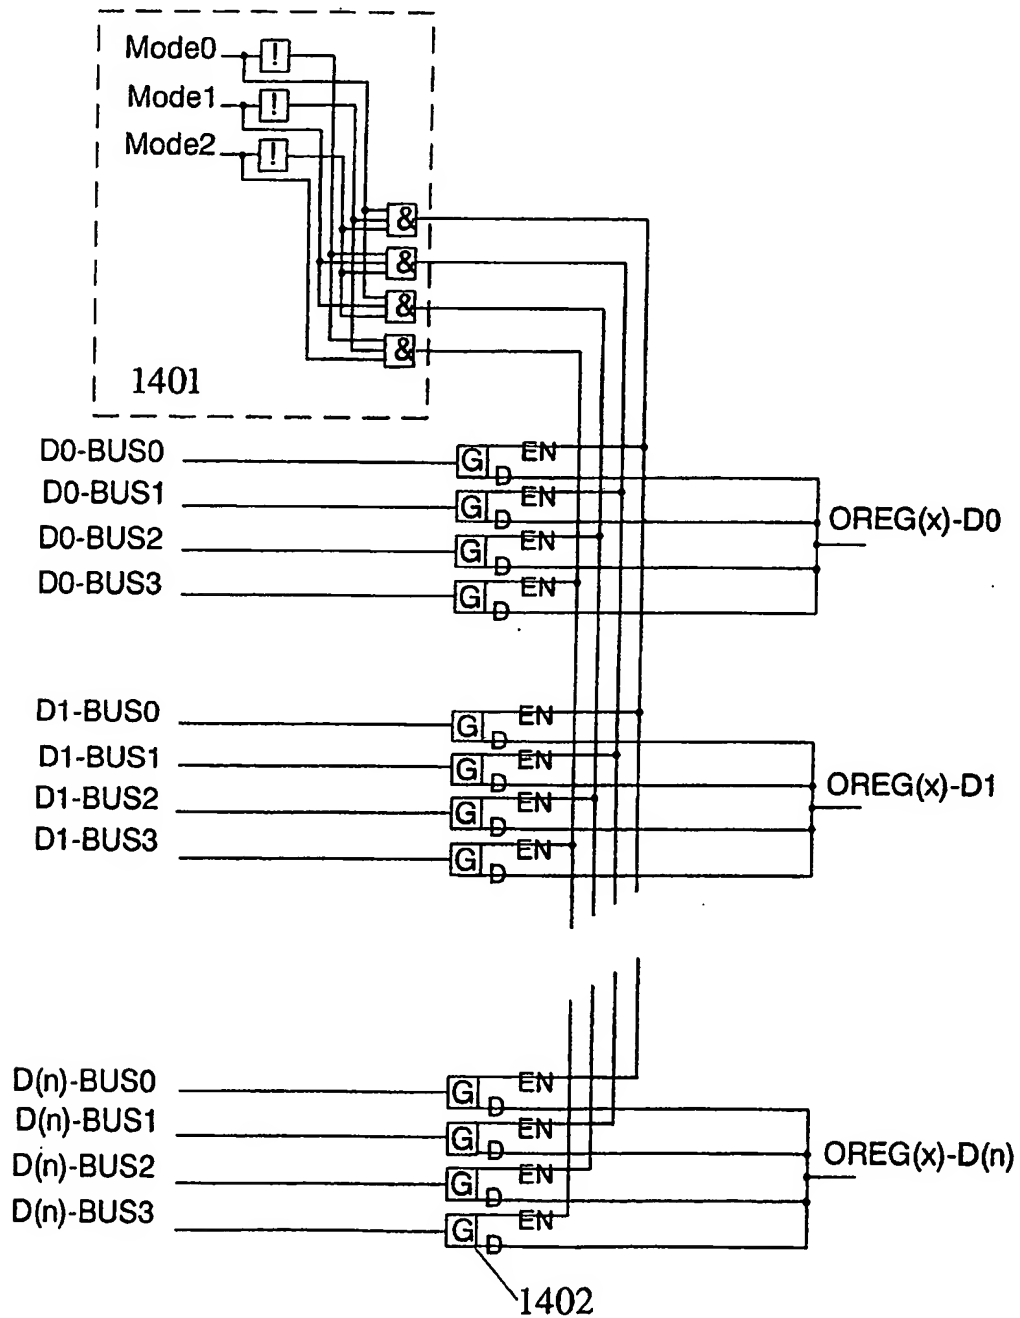 Mode0 !
Mode1 !
Mode2 !
&
&
&
&
1401
D0-BUS0 G EN
D
D0-BUS1 G EN
D
OREG(x)-D0
D0-BUS2 G EN
D
D0-BUS3 G EN
D
D1-BUS0 G EN
D
D1-BUS1 G EN
D
OREG(x)-D1
D1-BUS2 G EN
D
D1-BUS3 G EN
D
D(n)-BUS0 G EN
D
D(n)-BUS1 G EN
D
OREG(x)-D(n)
D(n)-BUS2 G EN
D
D(n)-BUS3 G EN
D
1402